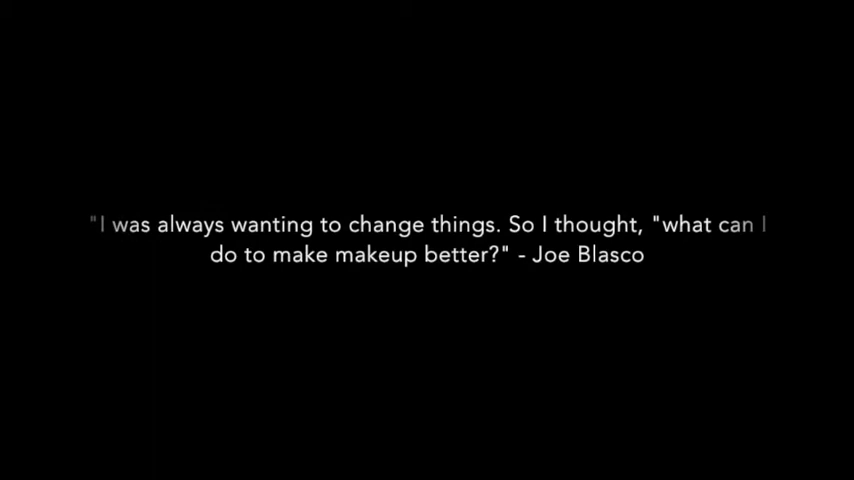 "I was always wanting to change things. So I thought, "what can I
do to make makeup better?" - Joe Blasco